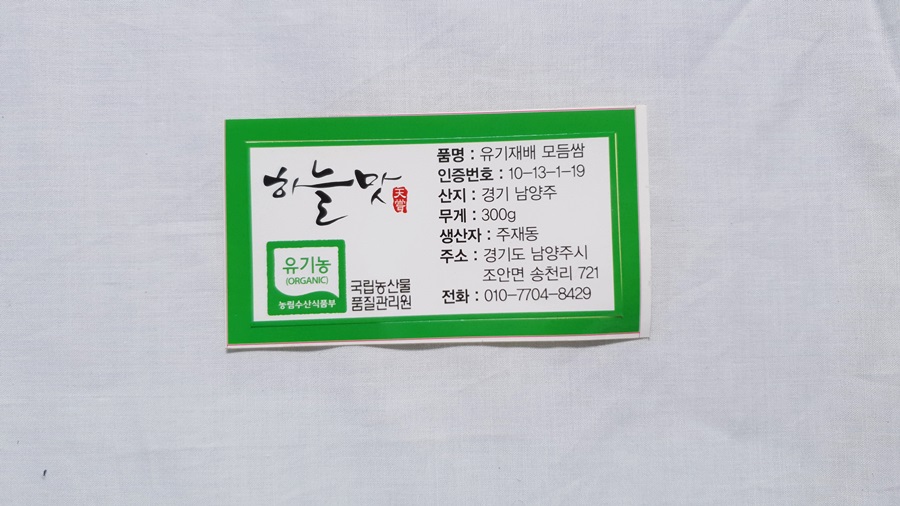 하늘맛
天賞
유기농
(ORGANIC)
농림수산식품부
국립농산물
품질관리원
품명 : 유기재배 모듬쌈
인증번호 : 10-13-1-19
산지 : 경기 남양주
무게 : 300g
생산자 : 주재동
주소 : 경기도 남양주시
조안면 송천리 721
전화 : 010-7704-8429